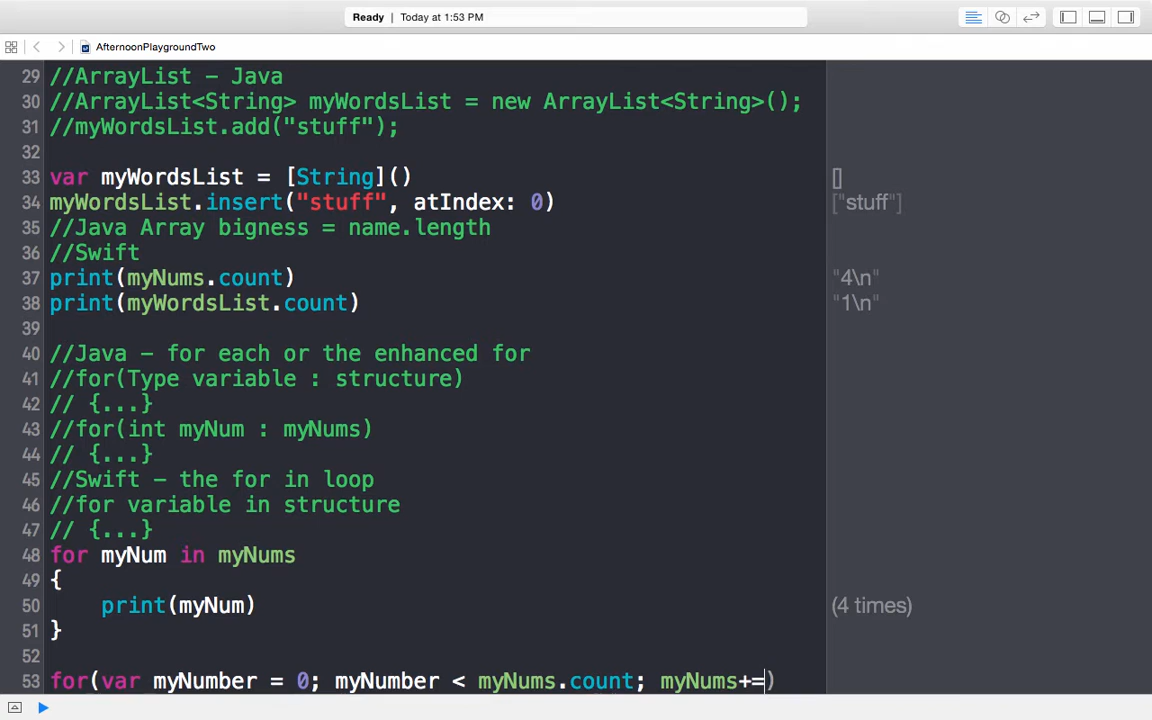 Ready | Today at 1:53 PM
AfternoonPlaygroundTwo
29 //ArrayList - Java
30 //ArrayList<String> myWordsList = new ArrayList<String>();
31 //myWordsList.add("stuff");
32
33 var myWordsList = [String]() []
34 myWordsList.insert("stuff", atIndex: 0) ["stuff"]
35 //Java Array bigness = name.length
36 //Swift
37 print(myNums.count) "4\n"
38 print(myWordsList.count) "1\n"
39
40 //Java - for each or the enhanced for
41 //for(Type variable : structure)
42 // {...}
43 //for(int myNum : myNums)
44 // {...}
45 //Swift - the for in loop
46 //for variable in structure
47 // {...}
48 for myNum in myNums
49 {
50 print(myNum) (4 times)
51 }
52
53 for(var myNumber = 0; myNumber < myNums.count; myNums+=)